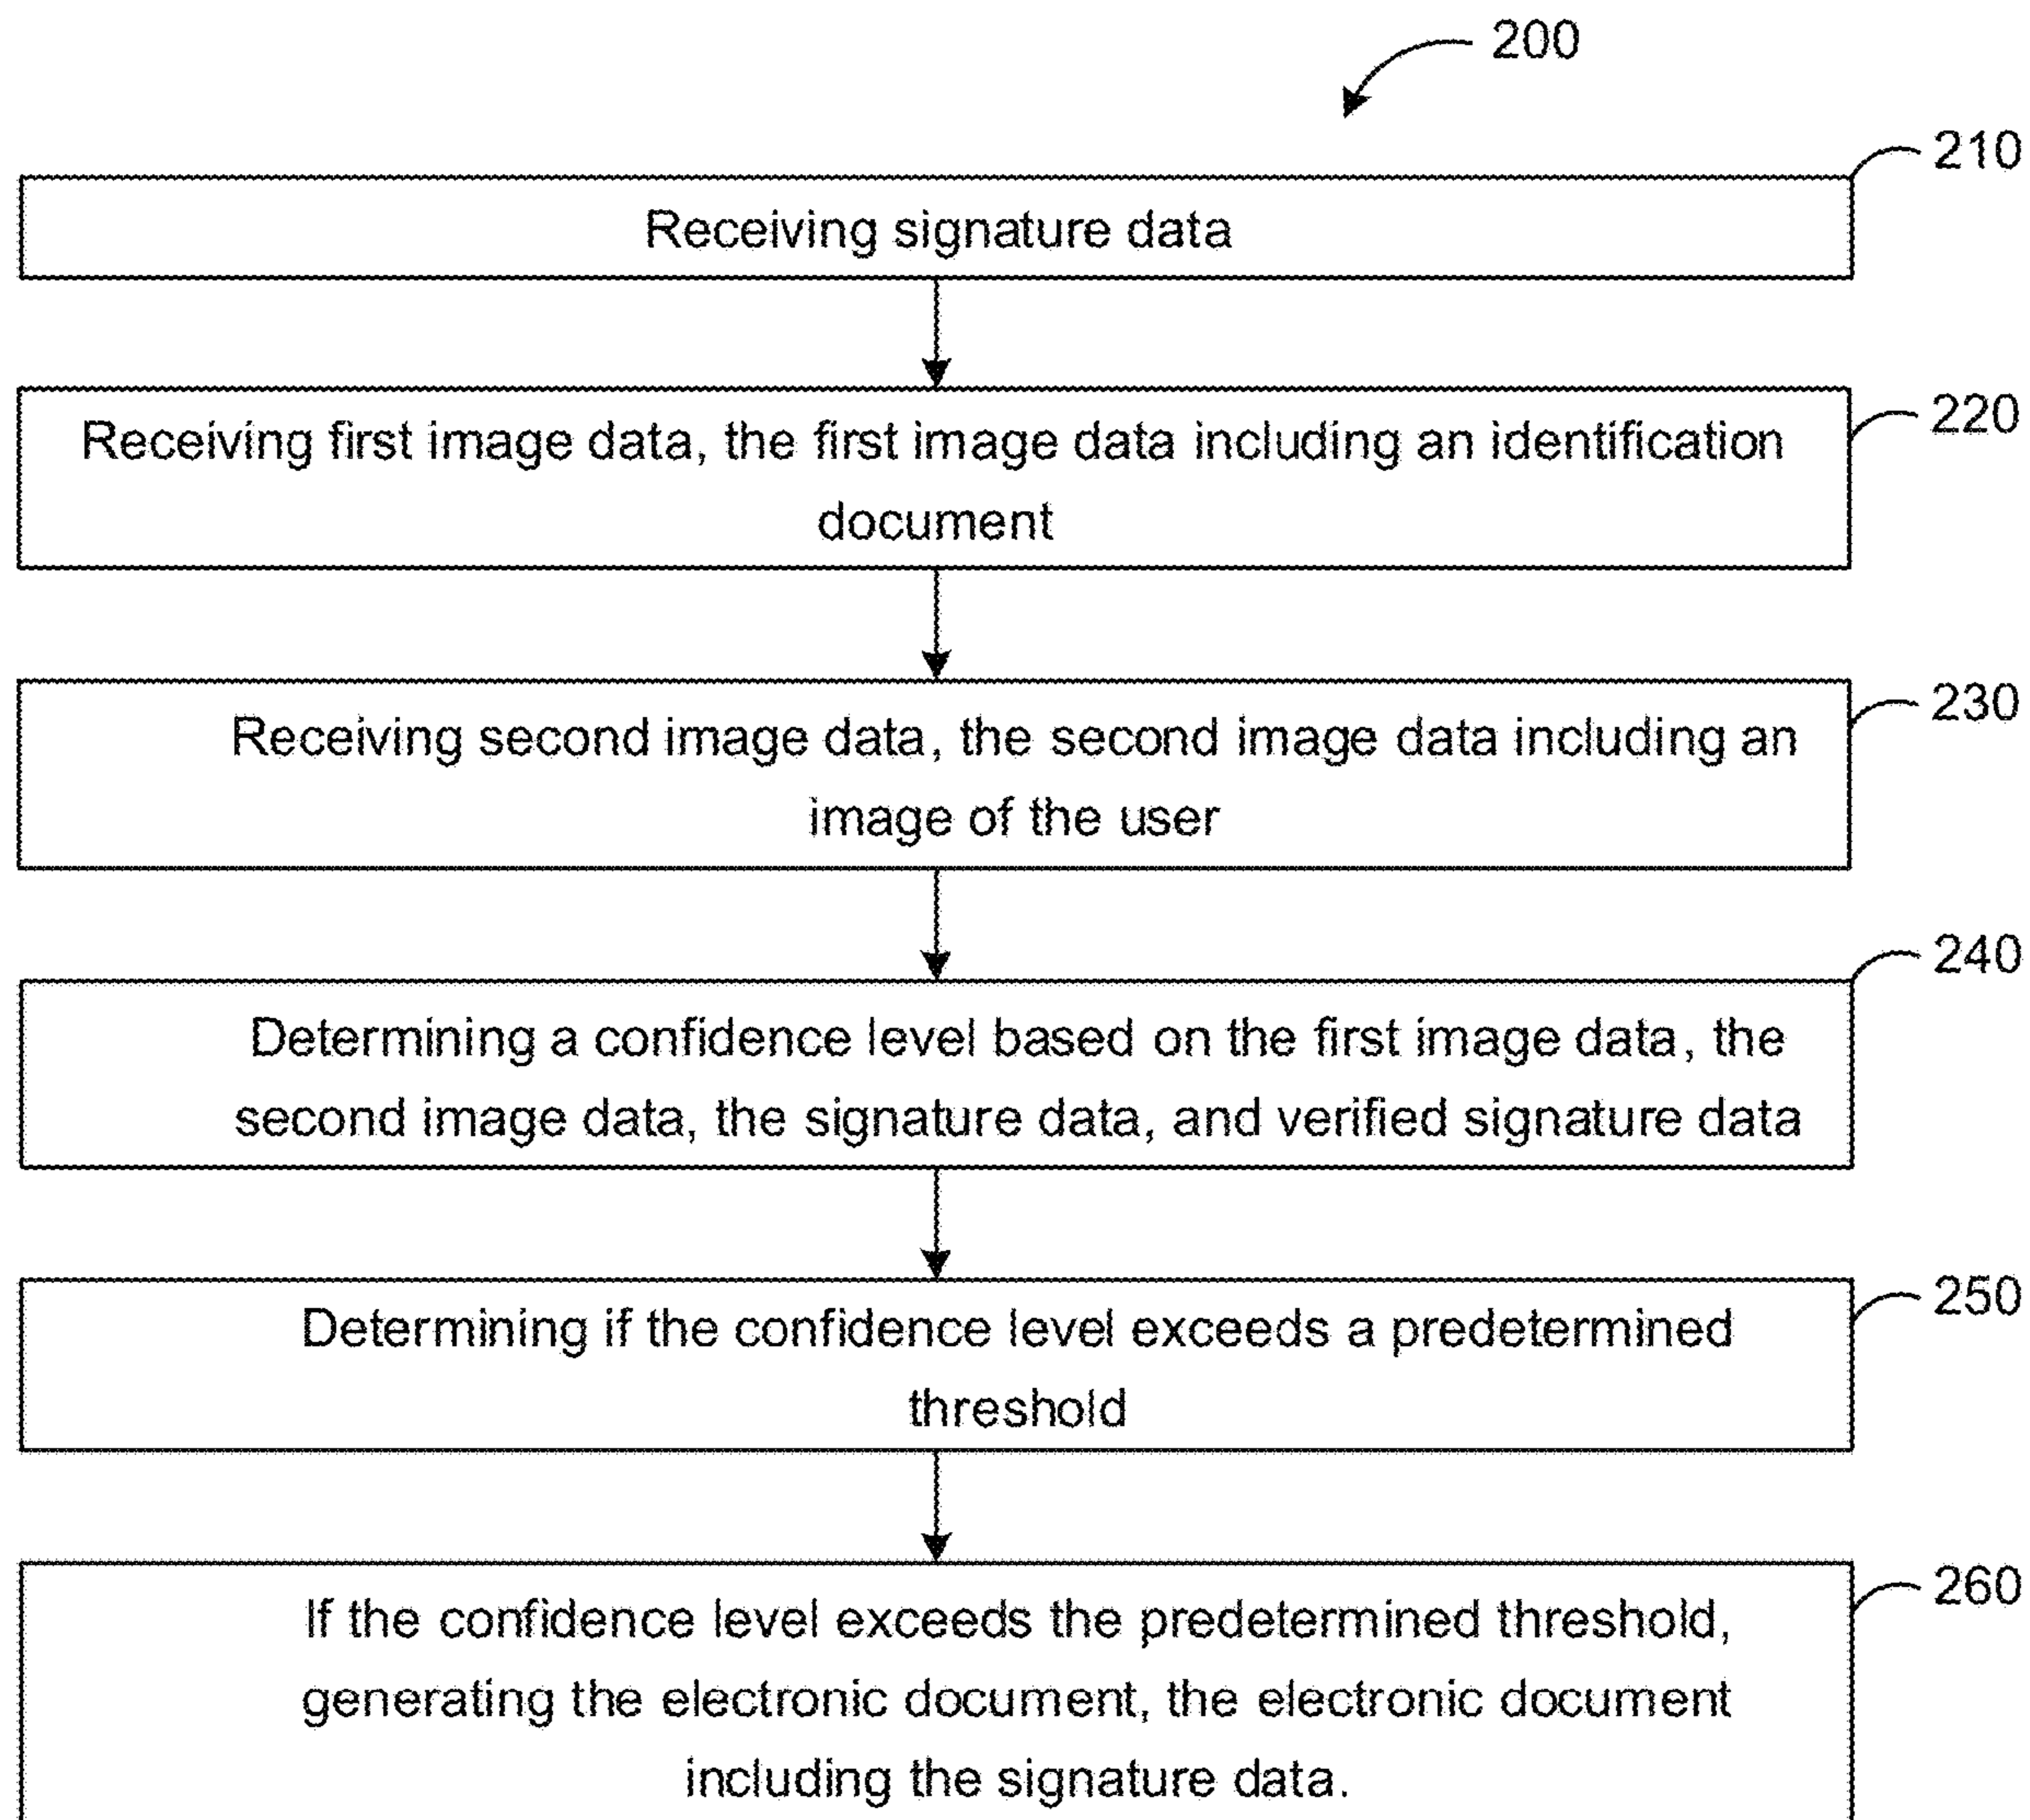 200
210
Receiving signature data
220
Receiving first image data, the first image data including an identification
document
230
Receiving second image data, the second image data including an
image of the user
240
Determining a confidence level based on the first image data, the
second image data, the signature data, and verified signature data
250
Determining if the confidence level exceeds a predetermined
threshold
260
If the confidence level exceeds the predetermined threshold,
generating the electronic document, the electronic document
including the signature data.